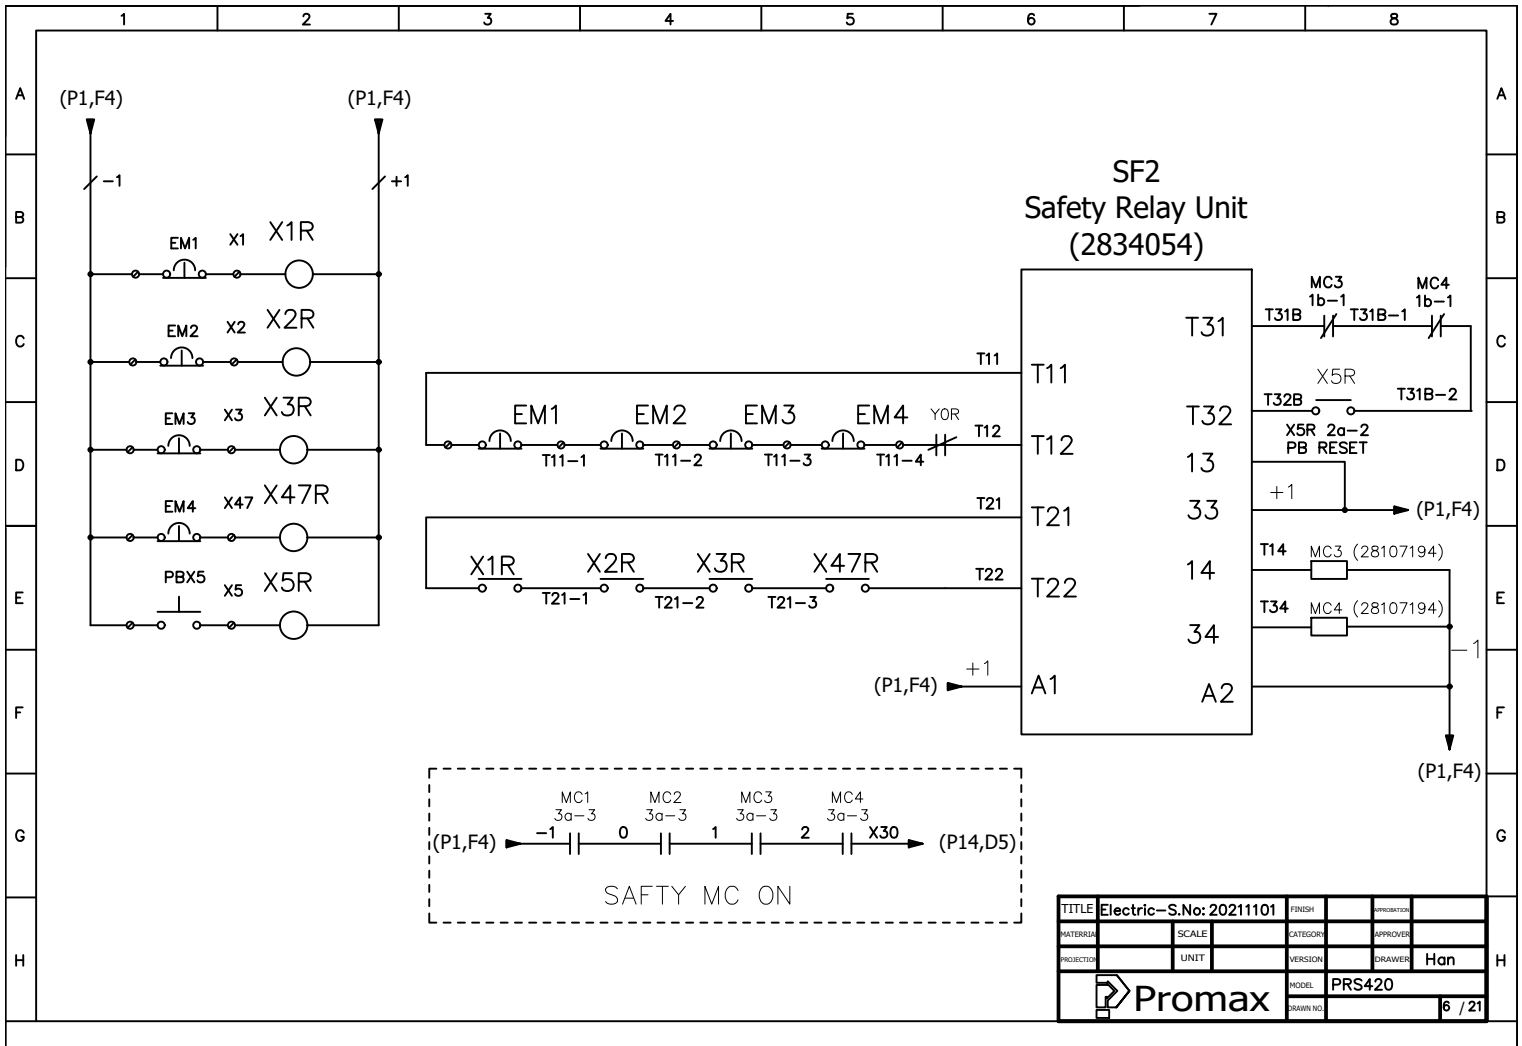 1 2 3 4 5 6 7 8
A A
(P1,F4) (P1,F4)
-1 +1
B B
EM1 X1 X1R
EM2 X2 X2R
C C
EM3 X3 X3R
D D
EM4 X47 X47R
PBX5 X5 X5R
E E
SF2
Safety Relay Unit
(2834054)
T11 T11
EM1 EM2 EM3 EM4 Y0R T12 T12
T11-1 T11-2 T11-3 T11-4
T21 T21
X1R X2R X3R X47R T22 T22
T21-1 T21-2 T21-3
(P1,F4) +1 A1
MC3 MC4
1b-1 1b-1
T31 T31B T31B-1
X5R
T32 T32B T31B-2
X5R 2a-2
PB RESET
13
+1
33 (P1,F4)
T14 MC3 (28107194)
14
T34 MC4 (28107194)
34
-1
A2
F F
(P1,F4)
MC1 MC2 MC3 MC4
3a-3 3a-3 3a-3 3a-3
(P1,F4) -1 0 1 2 X30 (P14,D5)
G G
SAFTY MC ON
H H
TITLE Electric-S.No: 20211101 FINISH APPROBATION
MATERRIA SCALE CATEGORY APPROVER
PROJECTION UNIT VERSION DRAWER Han
Promax MODEL PRS420
DRAWN NO. 6 / 21